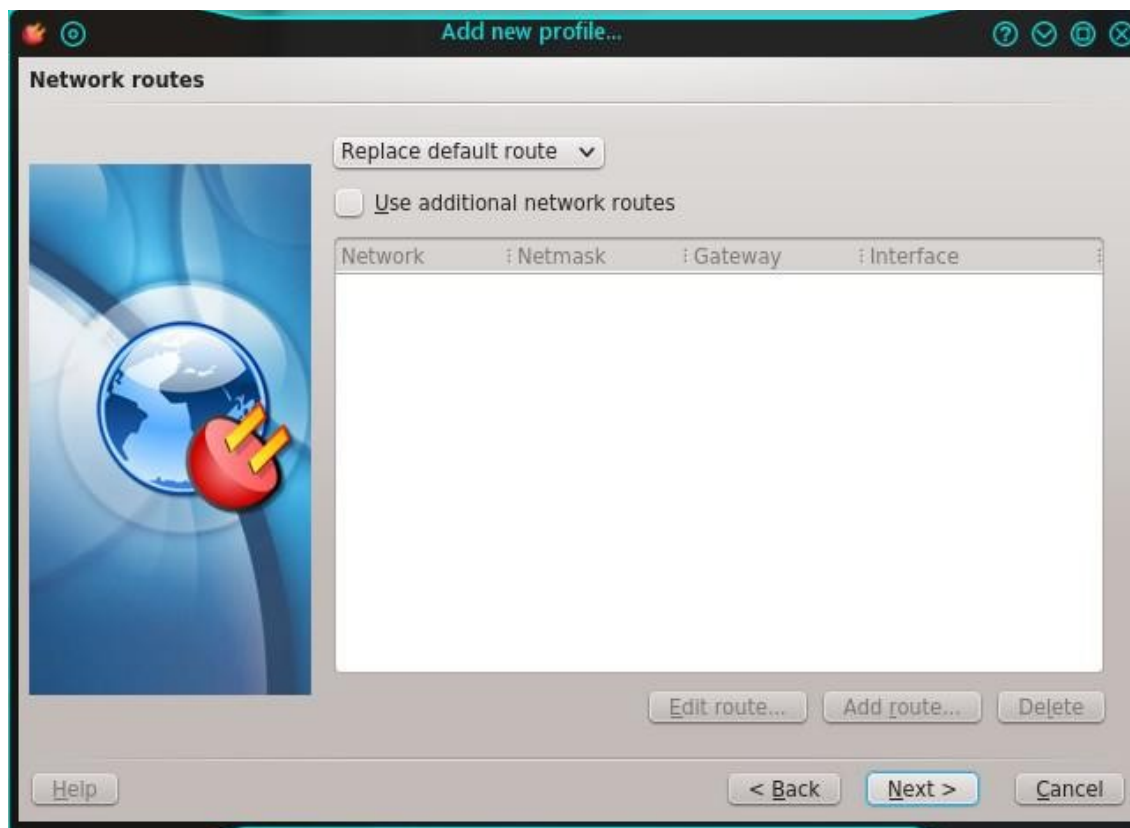 Add new profile...
Network routes
Replace default route
Use additional network routes
Network Netmask Gateway Interface
Edit route... Add route... Delete
Help < Back Next > Cancel